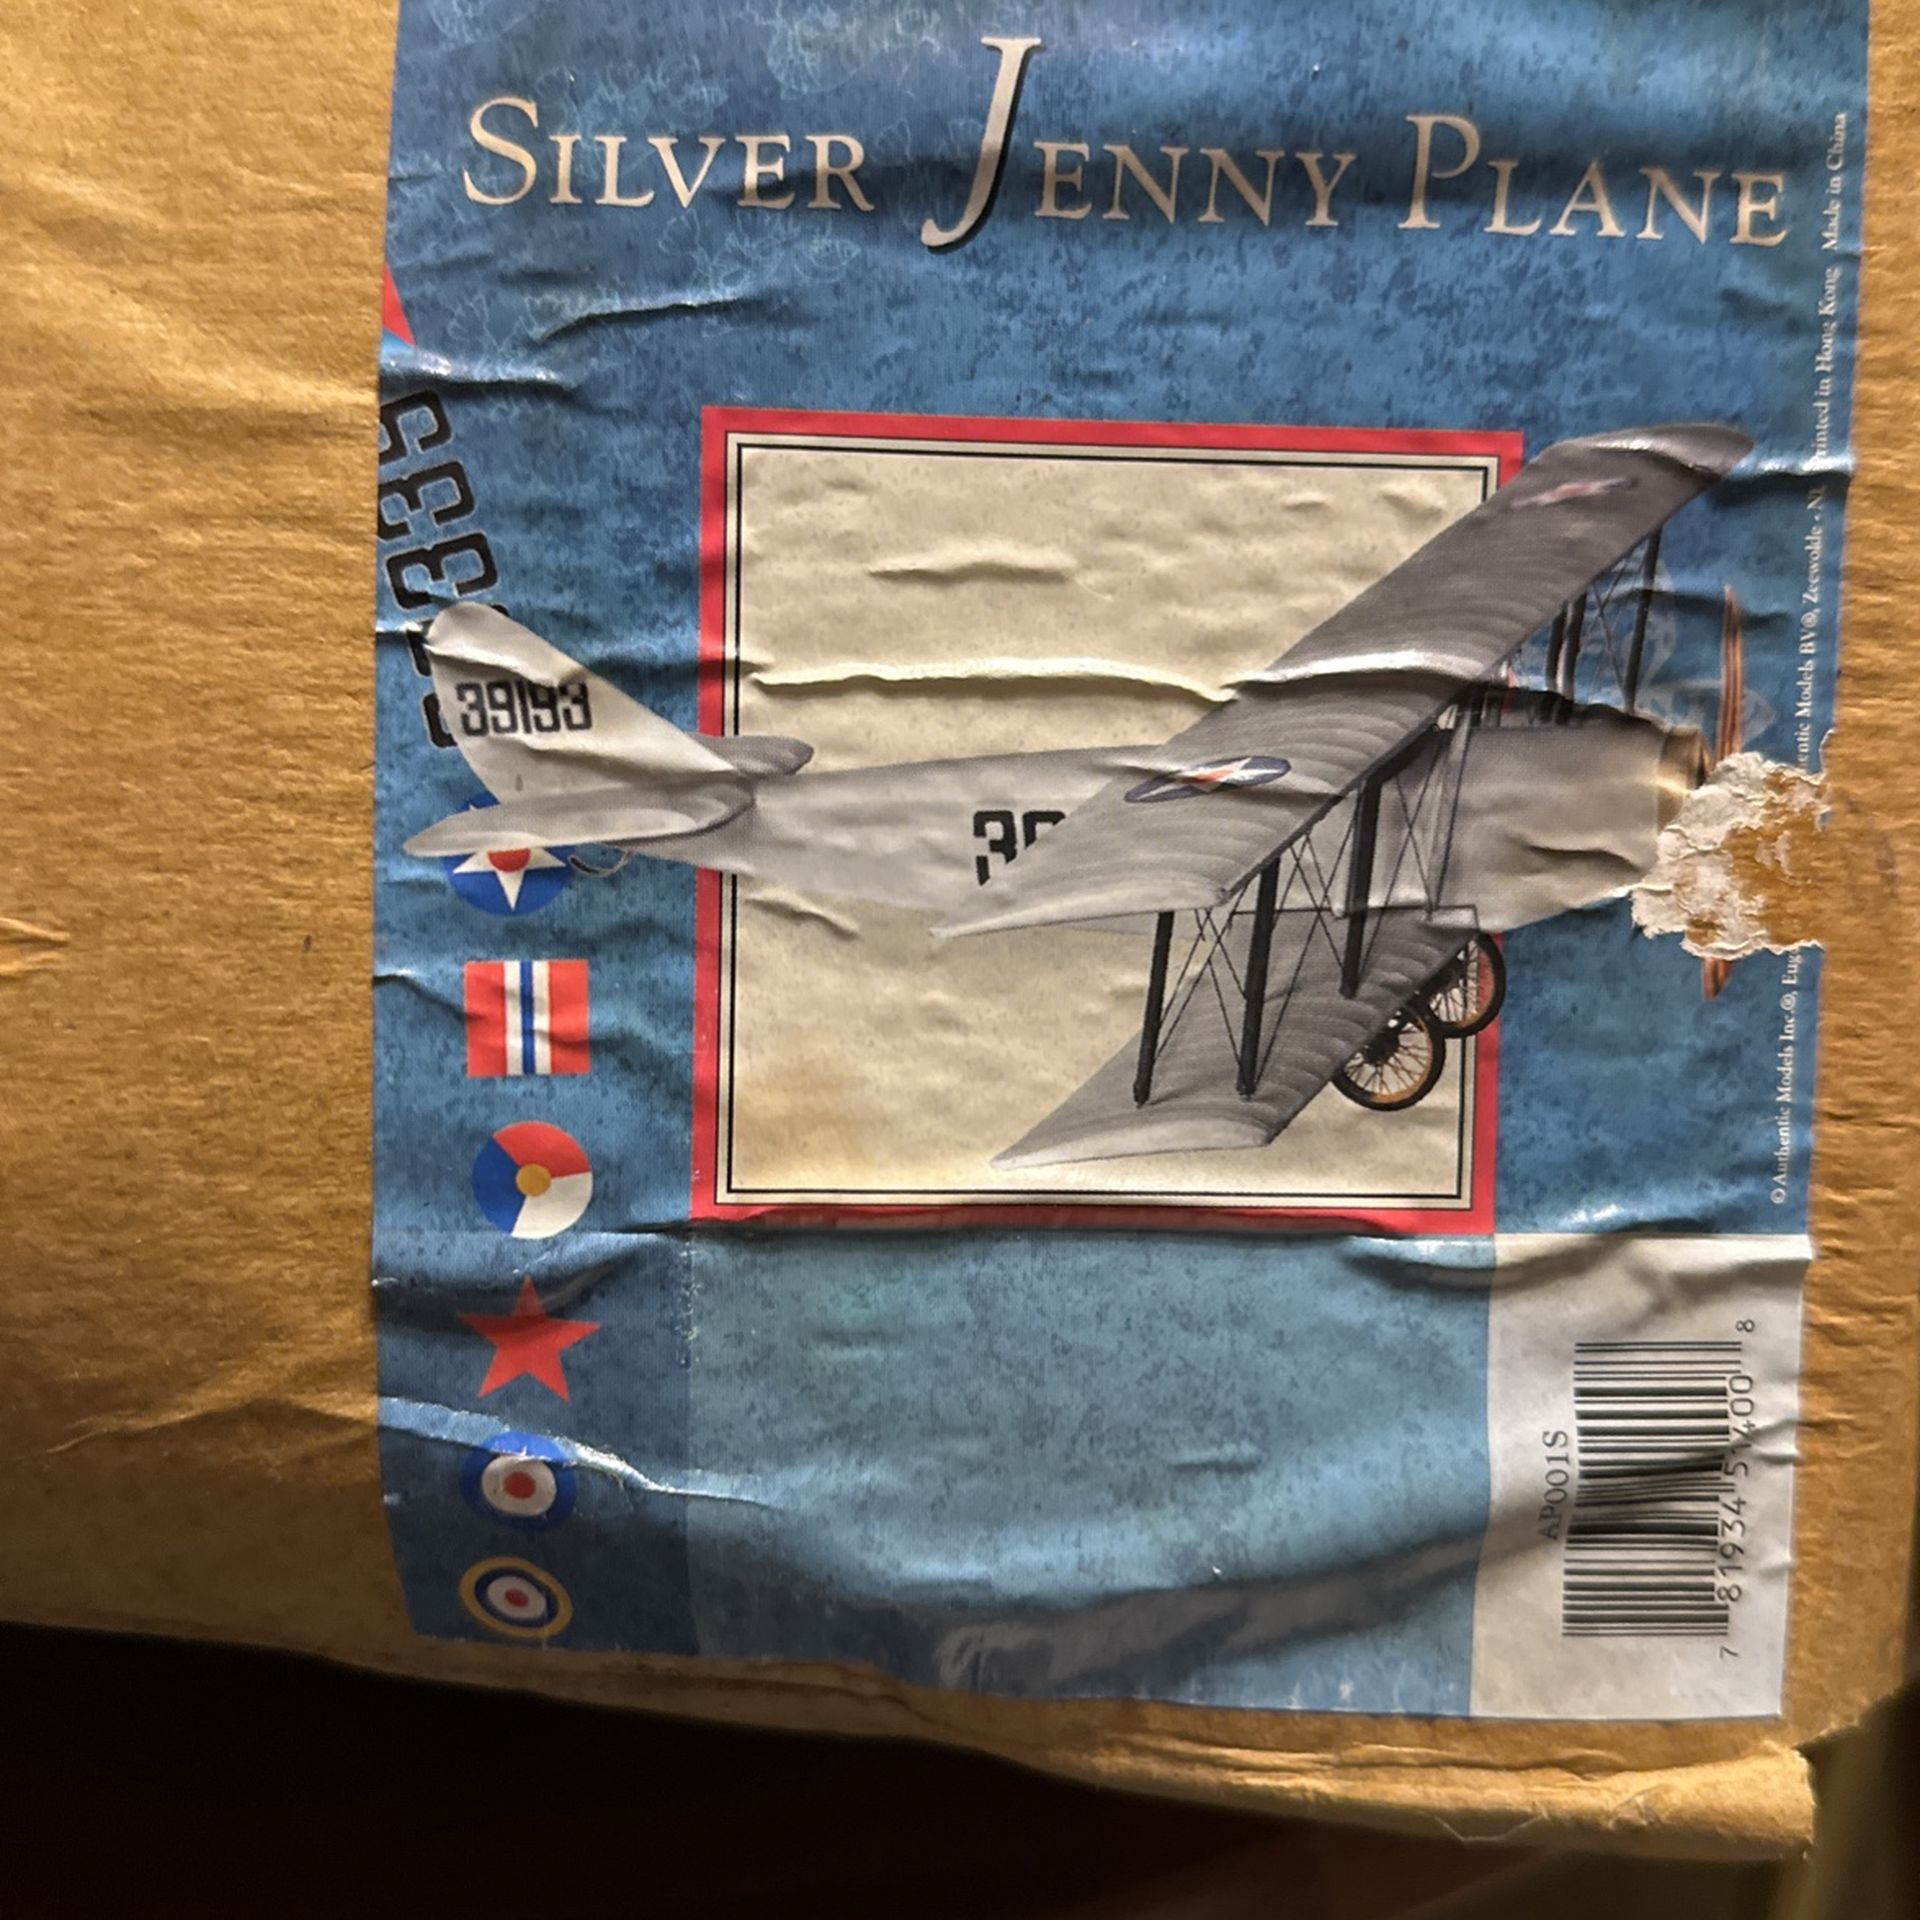 SILVER JENNY PLANE
39193
AP001S
7 81934 51400 8
© Authentic Models Inc.®, Eug
entic Models BV®, Zeewolde • N
Printed in Hong Kong Made in China